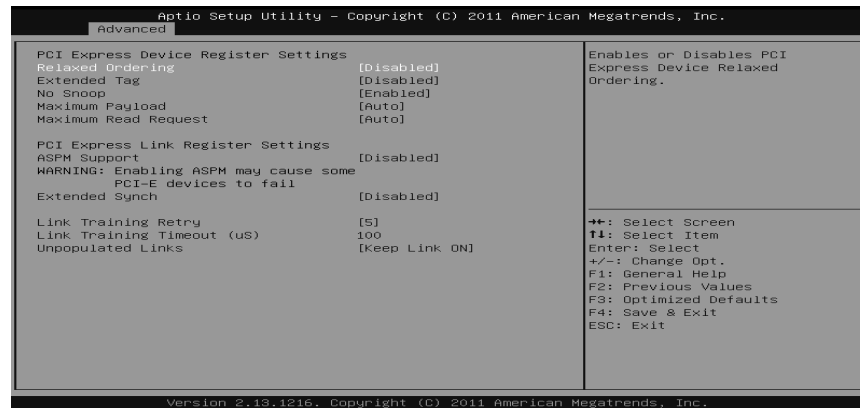 Aptio Setup Utility – Copyright (C) 2011 American Megatrends, Inc.
Advanced
PCI Express Device Register Settings
Relaxed Ordering [Disabled]
Extended Tag [Disabled]
No Snoop [Enabled]
Maximum Payload [Auto]
Maximum Read Request [Auto]
PCI Express Link Register Settings
ASPM Support [Disabled]
WARNING: Enabling ASPM may cause some
PCI-E devices to fail
Extended Synch [Disabled]
Link Training Retry [5]
Link Training Timeout (uS) 100
Unpopulated Links [Keep Link ON]
Enables or Disables PCI
Express Device Relaxed
Ordering.
→←: Select Screen
↑↓: Select Item
Enter: Select
+/-: Change Opt.
F1: General Help
F2: Previous Values
F3: Optimized Defaults
F4: Save & Exit
ESC: Exit
Version 2.13.1216. Copyright (C) 2011 American Megatrends, Inc.